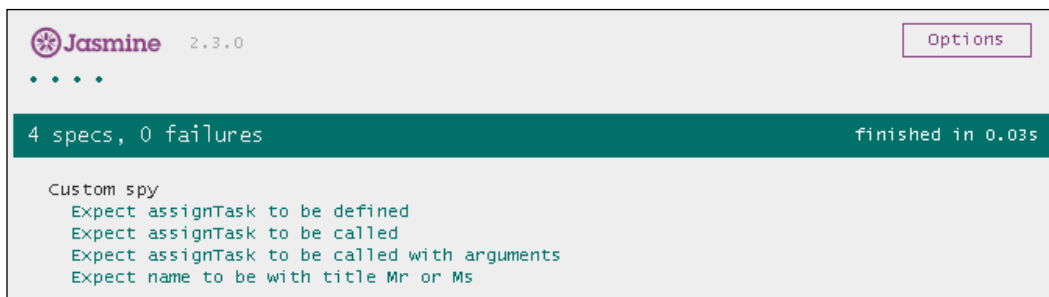 Jasmine 2.3.0 Options
• • • •
4 specs, 0 failures finished in 0.03s
Custom spy
Expect assignTask to be defined
Expect assignTask to be called
Expect assignTask to be called with arguments
Expect name to be with title Mr or Ms